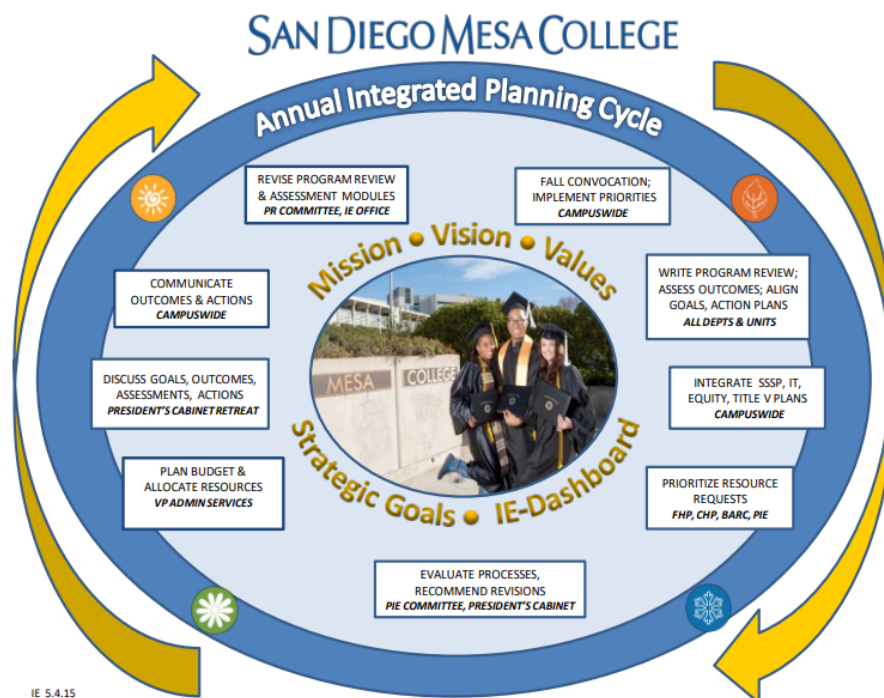 SAN DIEGO MESA COLLEGE
Annual Integrated Planning Cycle
REVISE PROGRAM REVIEW
& ASSESSMENT MODULES
PR COMMITTEE, IE OFFICE
FALL CONVOCATION;
IMPLEMENT PRIORITIES
CAMPUSWIDE
Mission • Vision • Values
COMMUNICATE
OUTCOMES & ACTIONS
CAMPUSWIDE
WRITE PROGRAM REVIEW;
ASSESS OUTCOMES; ALIGN
GOALS, ACTION PLANS
ALL DEPTS & UNITS
MESA COLLEGE
DISCUSS GOALS, OUTCOMES,
ASSESSMENTS, ACTIONS
PRESIDENT'S CABINET RETREAT
INTEGRATE SSSP, IT,
EQUITY, TITLE V PLANS
CAMPUSWIDE
PLAN BUDGET &
ALLOCATE RESOURCES
VP ADMIN SERVICES
Strategic Goals • IE-Dashboard
PRIORITIZE RESOURCE
REQUESTS
FHP, CHP, BARC, PIE
EVALUATE PROCESSES,
RECOMMEND REVISIONS
PIE COMMITTEE, PRESIDENT'S CABINET
IE 5.4.15